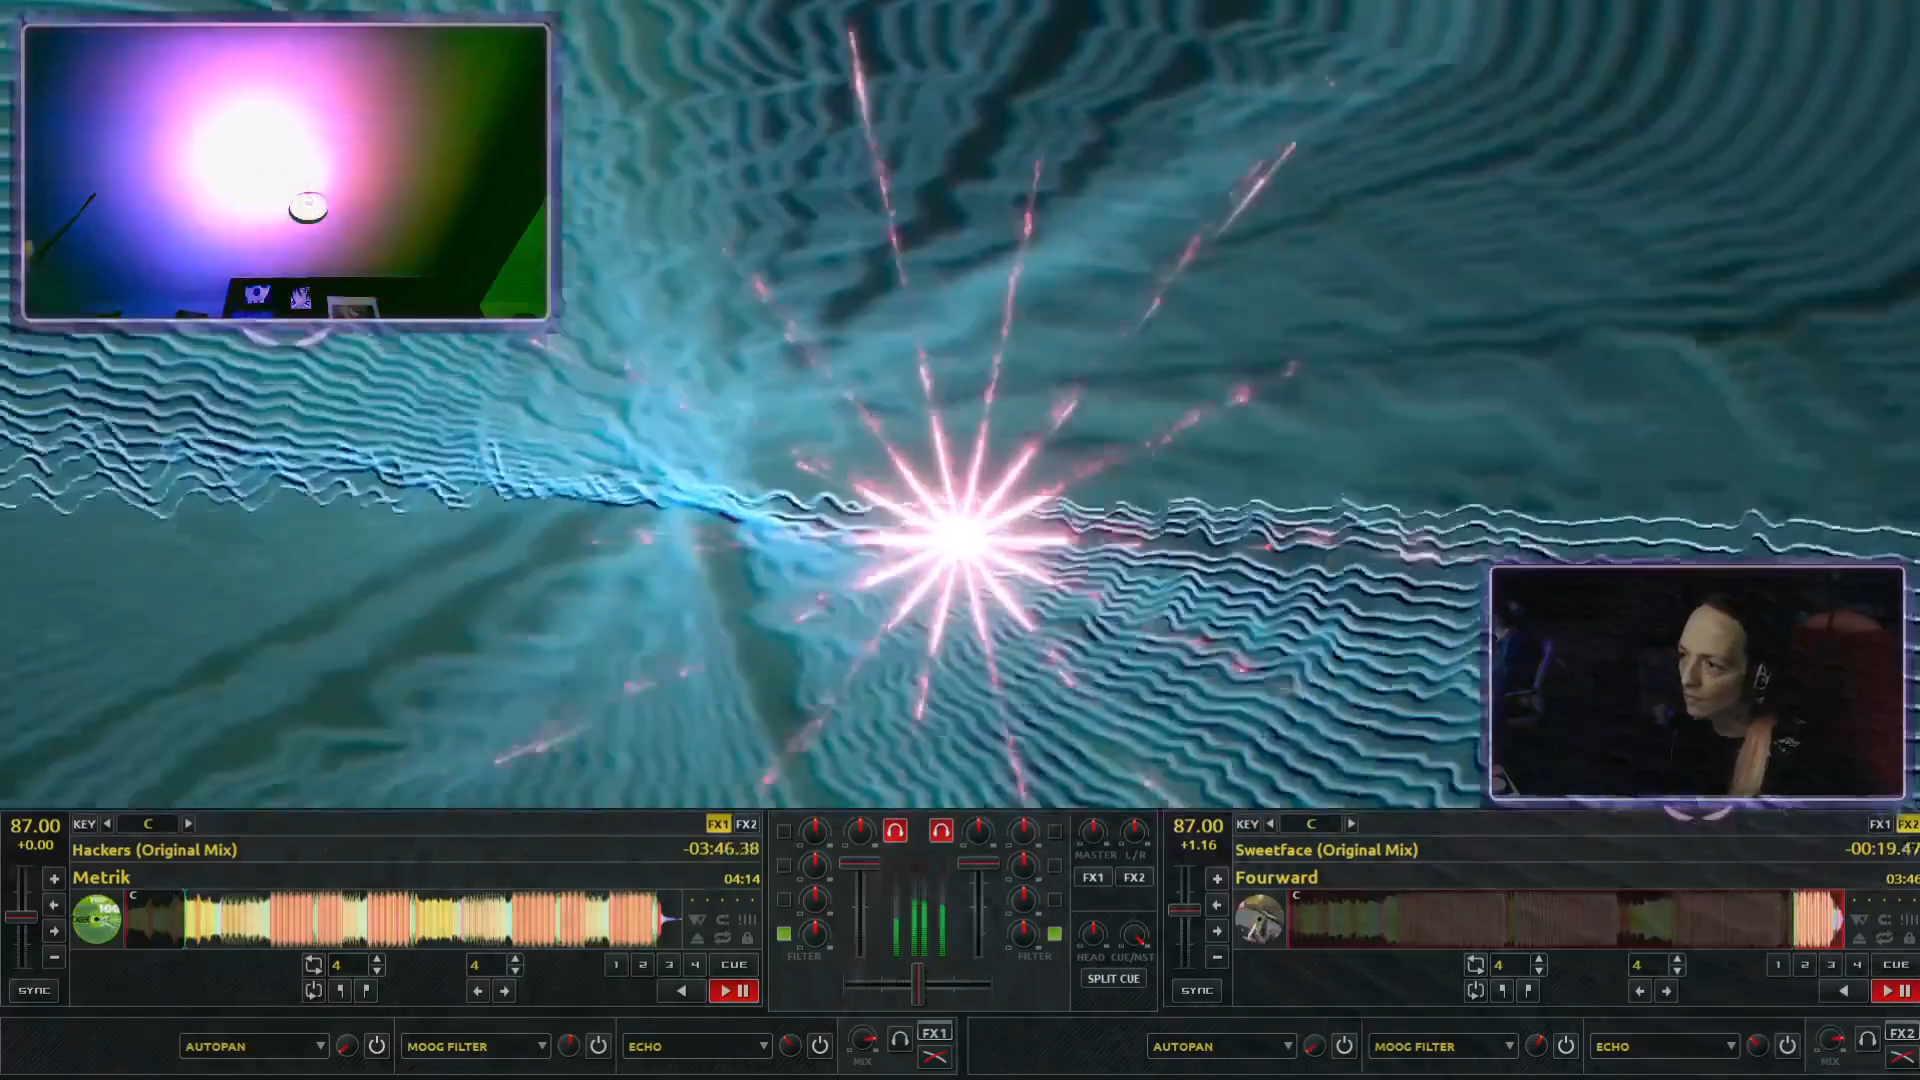 87.00
+0.00
KEY C FX1 FX2
Hackers (Original Mix) -03:46.38
Metrik 04:14
C
4 4 1 2 3 4 CUE
SYNC
FILTER FILTER
MASTER L/R
FX1 FX2
HEAD CUE/MST
SPLIT CUE
87.00
+1.16
KEY C FX1 FX2
Sweetface (Original Mix) -00:19.47
Fourward 03:46
C
4 4 1 2 3 4 CUE
SYNC
AUTOPAN MOOG FILTER ECHO MIX FX1
AUTOPAN MOOG FILTER ECHO MIX FX2